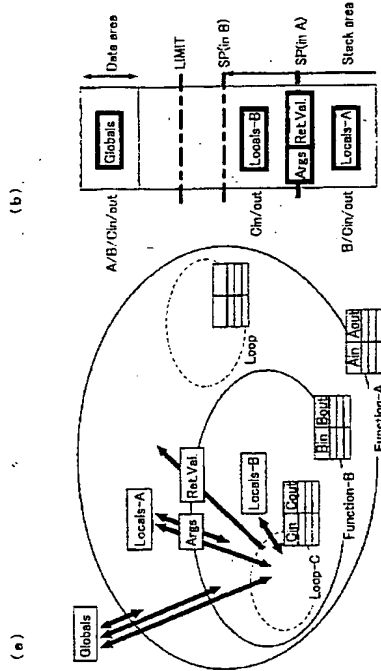 (a)
Globals
Locals-A
Args
Ret.Val.
Locals-B
Cin Cout
Loop-C
Bin Bout
Function-B
Loop
Ain Aout
Function-A
(b)
A/B/Cin/out
Globals
Data area
LIMIT
SP(in B)
Cin/out
Locals-B
Args Ret.Val.
SP(in A)
B/Cin/out
Locals-A
Stack area